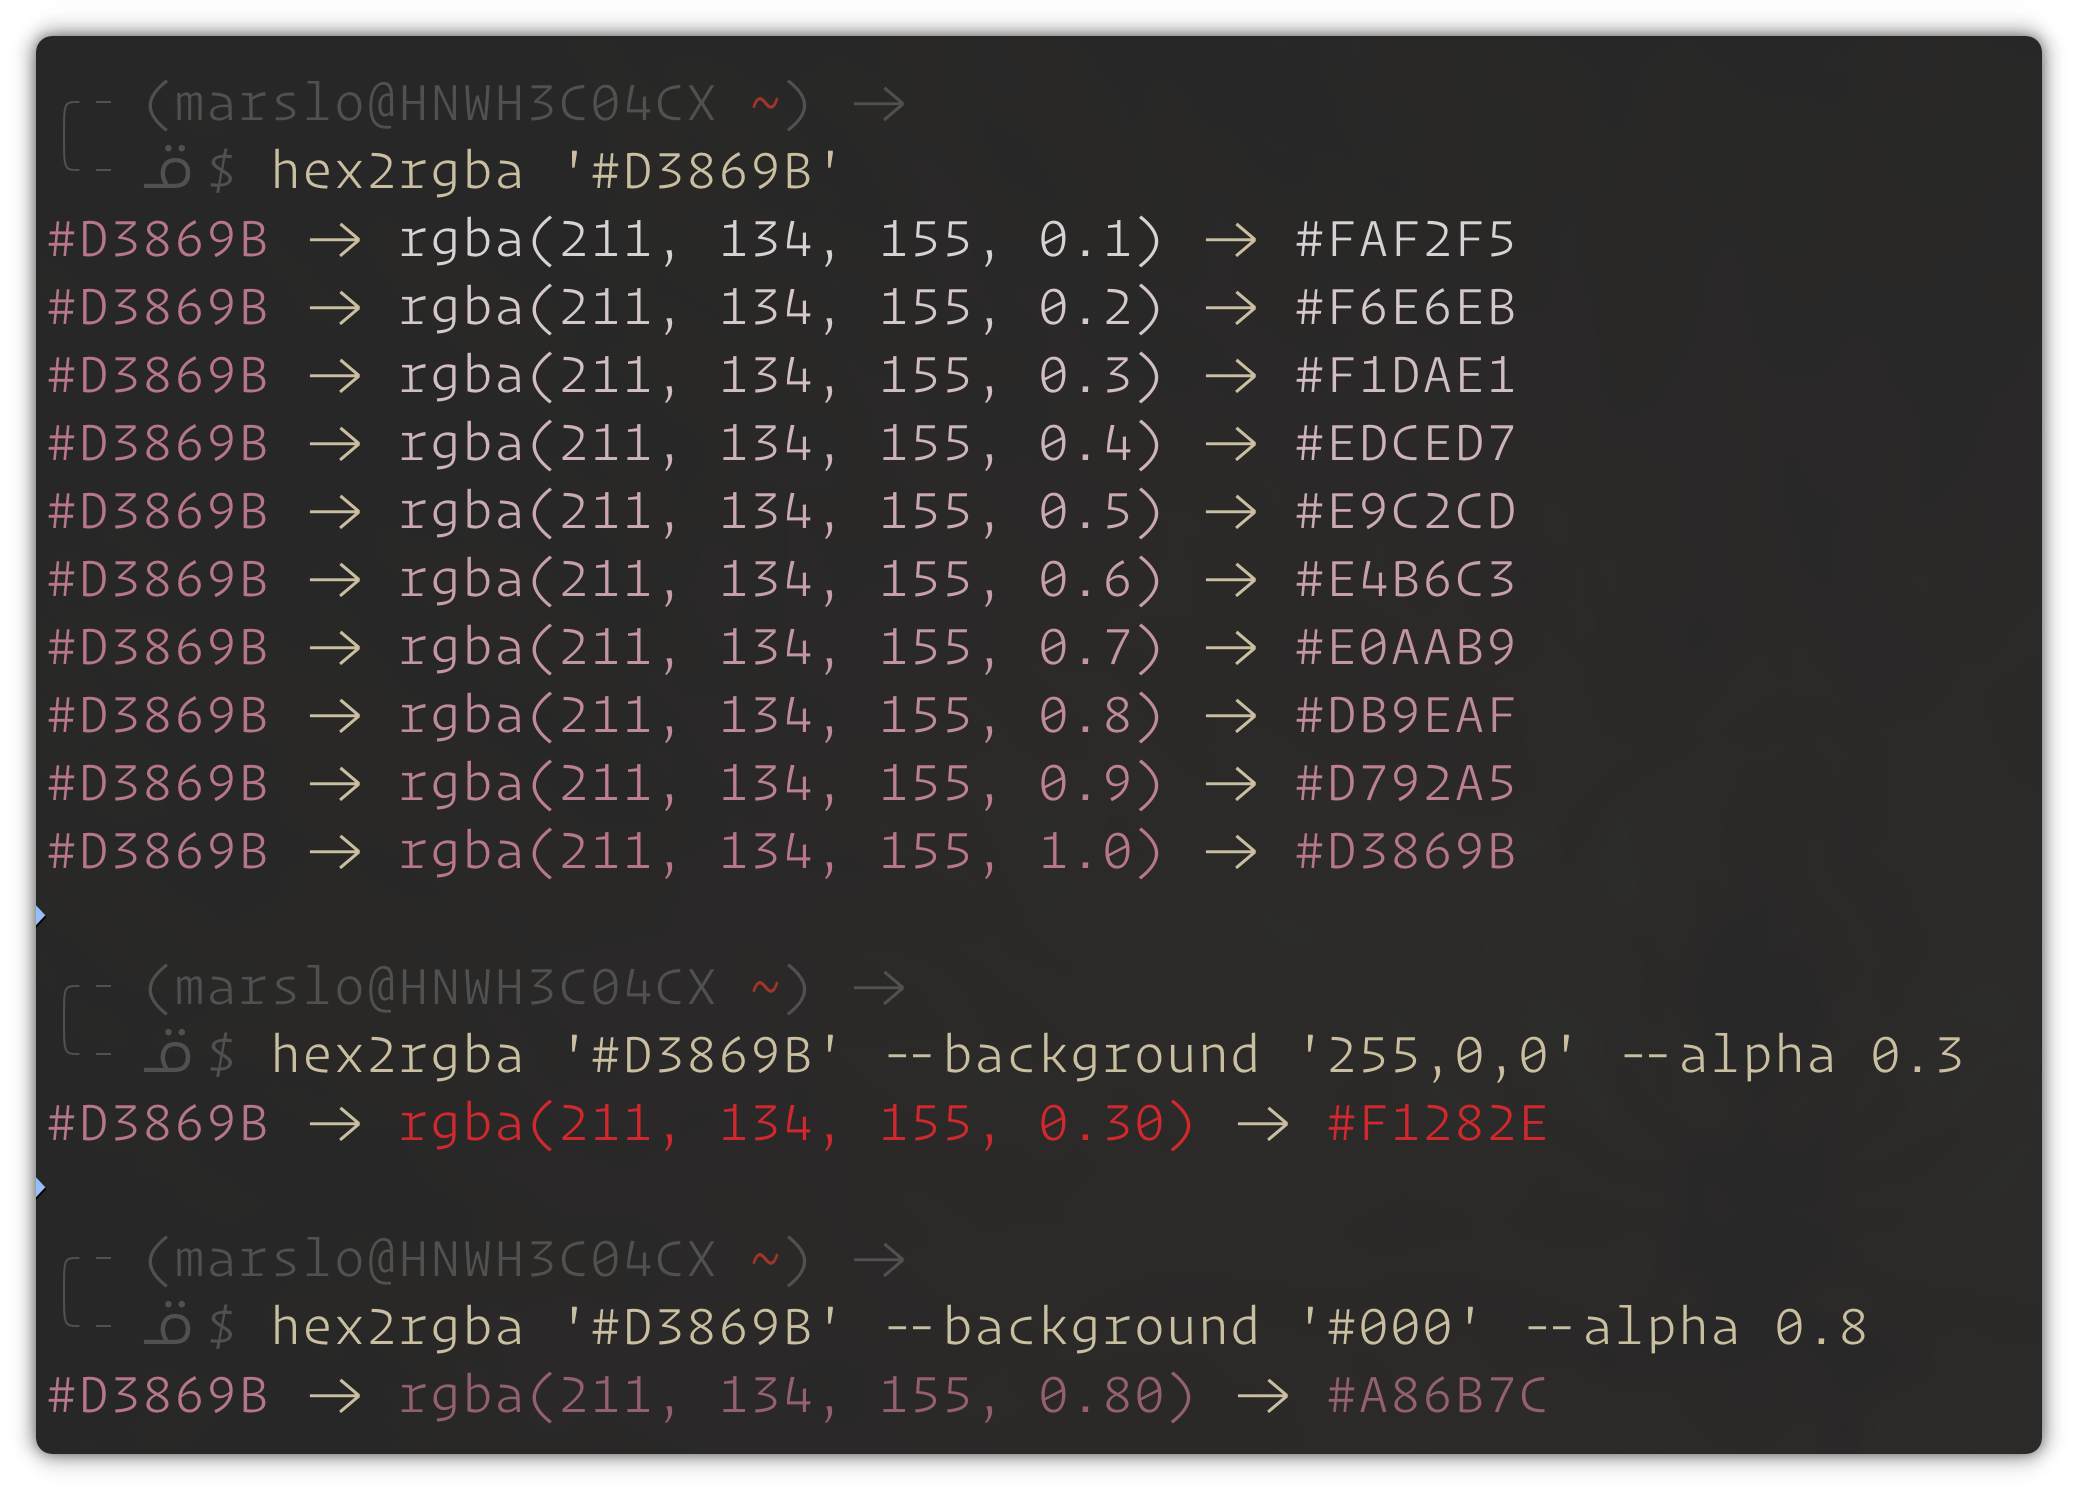 ╭╴╴ (marslo@HNWH3C04CX ~) →
╰╴╴ ـۈ $ hex2rgba '#D3869B'
#D3869B → rgba(211, 134, 155, 0.1) → #FAF2F5
#D3869B → rgba(211, 134, 155, 0.2) → #F6E6EB
#D3869B → rgba(211, 134, 155, 0.3) → #F1DAE1
#D3869B → rgba(211, 134, 155, 0.4) → #EDCED7
#D3869B → rgba(211, 134, 155, 0.5) → #E9C2CD
#D3869B → rgba(211, 134, 155, 0.6) → #E4B6C3
#D3869B → rgba(211, 134, 155, 0.7) → #E0AAB9
#D3869B → rgba(211, 134, 155, 0.8) → #DB9EAF
#D3869B → rgba(211, 134, 155, 0.9) → #D792A5
#D3869B → rgba(211, 134, 155, 1.0) → #D3869B
(marslo@HNWH3C04CX ~) →
$ hex2rgba '#D3869B' --background '255,0,0' --alpha 0.3
#D3869B → rgba(211, 134, 155, 0.30) → #F1282E
(marslo@HNWH3C04CX ~) →
$ hex2rgba '#D3869B' --background '#000' --alpha 0.8
#D3869B → rgba(211, 134, 155, 0.80) → #A86B7C